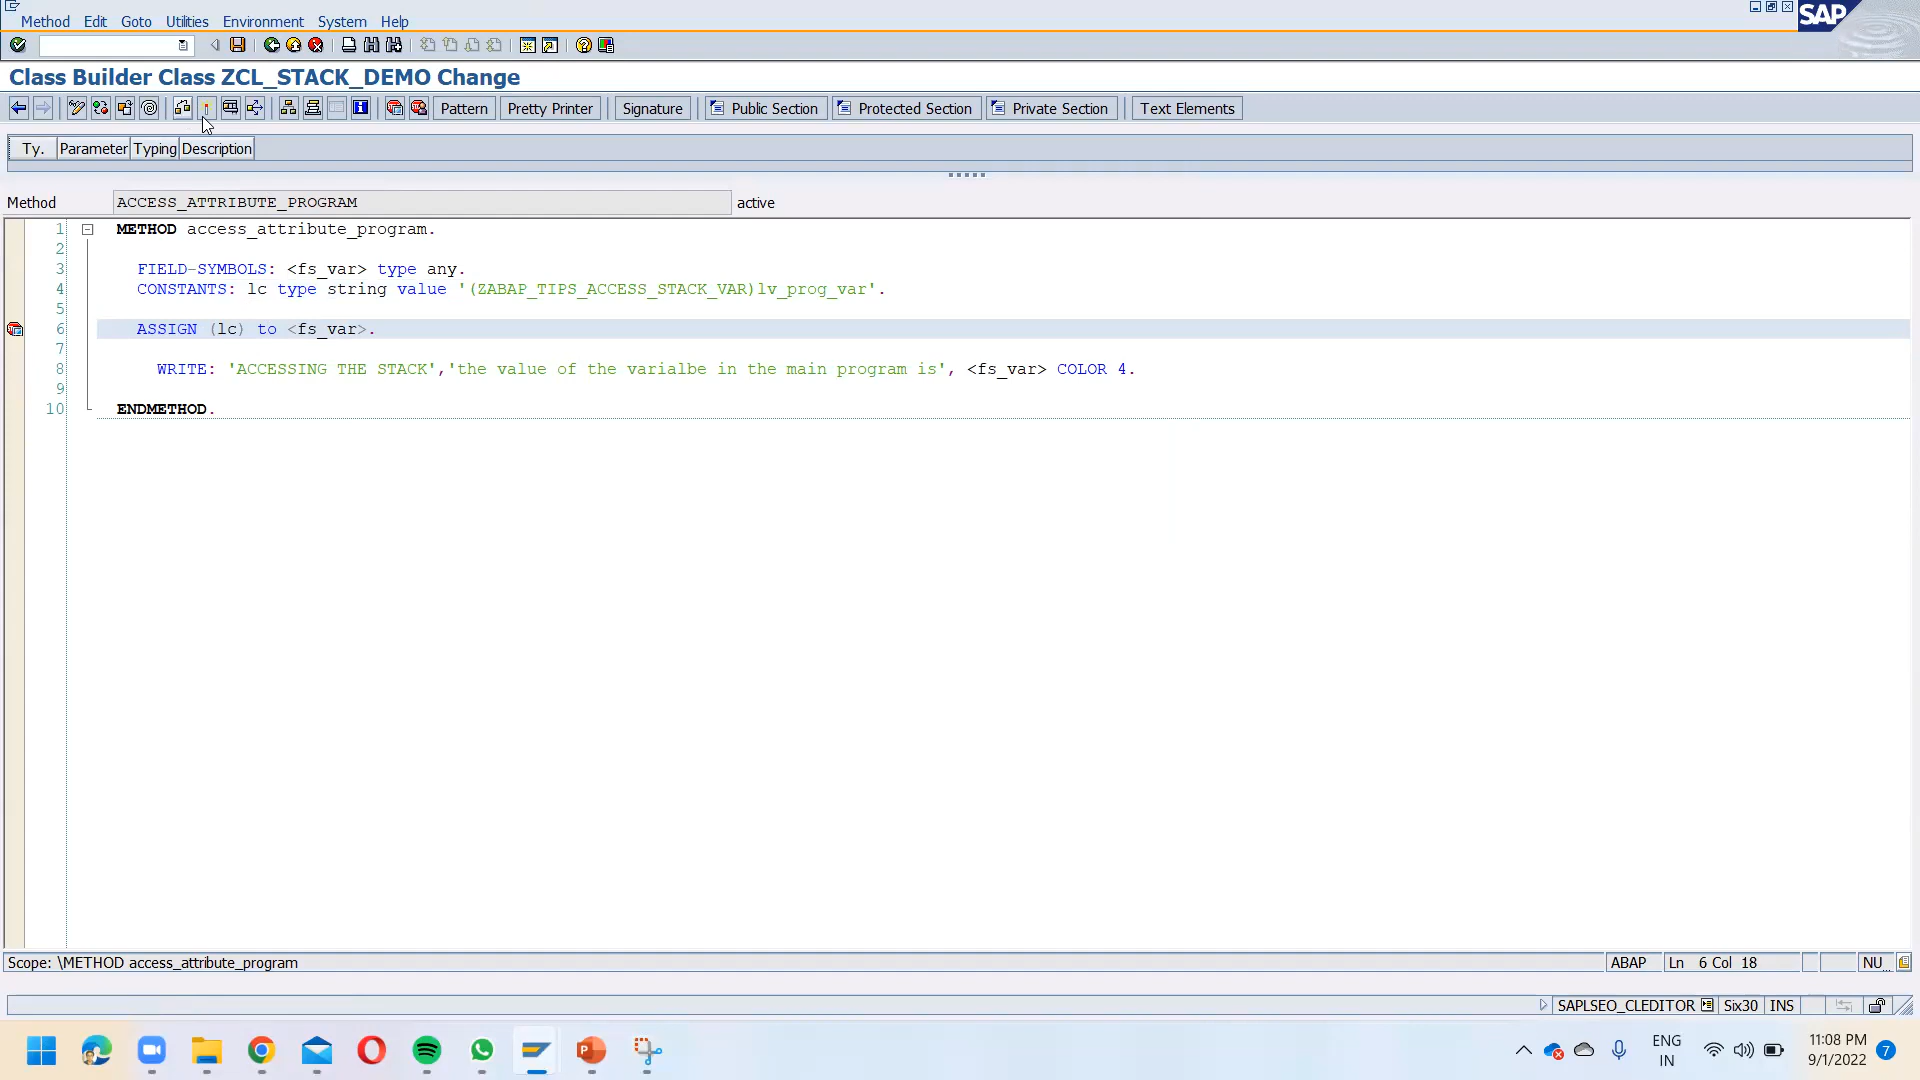 Method Edit Goto Utilities Environment System Help
SAP
Class Builder Class ZCL_STACK_DEMO Change
Pattern Pretty Printer Signature Public Section Protected Section Private Section Text Elements
Ty. Parameter Typing Description
Method ACCESS_ATTRIBUTE_PROGRAM active
1 METHOD access_attribute_program.
2
3 FIELD-SYMBOLS: <fs_var> type any.
4 CONSTANTS: lc type string value '(ZABAP_TIPS_ACCESS_STACK_VAR)lv_prog_var'.
5
6 ASSIGN (lc) to <fs_var>.
7
8 WRITE: 'ACCESSING THE STACK','the value of the varialbe in the main program is', <fs_var> COLOR 4.
9
10 ENDMETHOD.
Scope: \METHOD access_attribute_program ABAP Ln 6 Col 18 NU...
SAPLSEO_CLEDITOR Six30 INS
ENG
IN
11:08 PM
9/1/2022
7